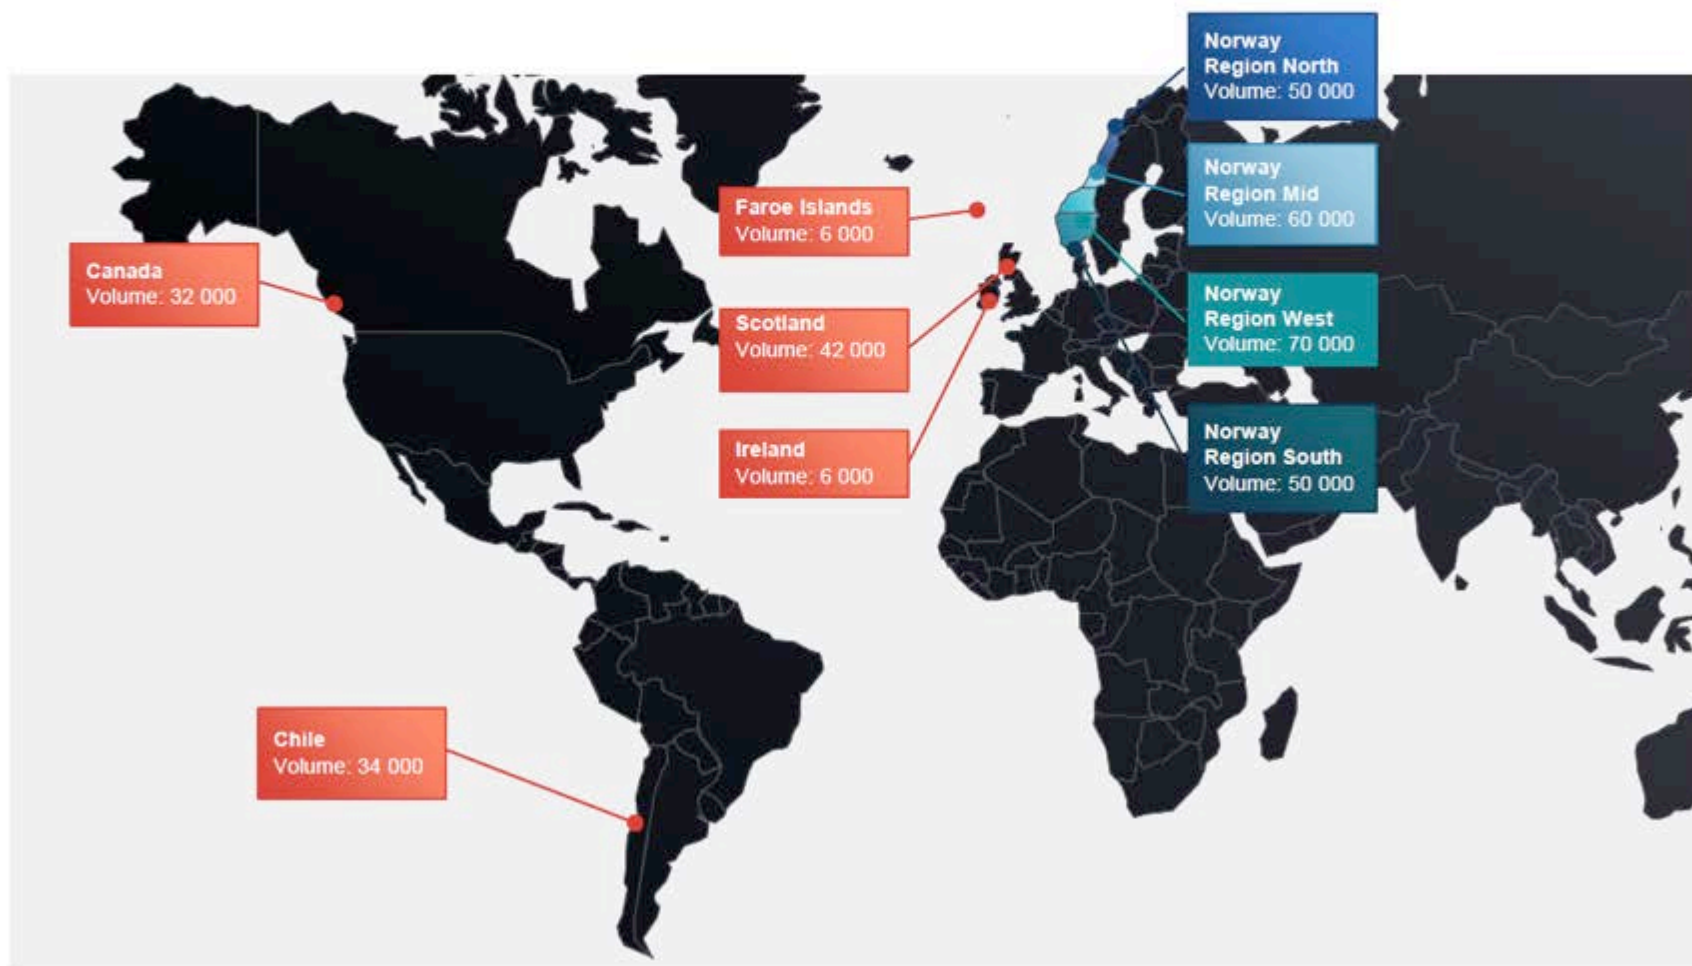 Norway
Region North
Volume: 50 000
Norway
Region Mid
Volume: 60 000
Faroe Islands
Volume: 6 000
Canada
Volume: 32 000
Norway
Region West
Volume: 70 000
Scotland
Volume: 42 000
Norway
Region South
Volume: 50 000
Ireland
Volume: 6 000
Chile
Volume: 34 000